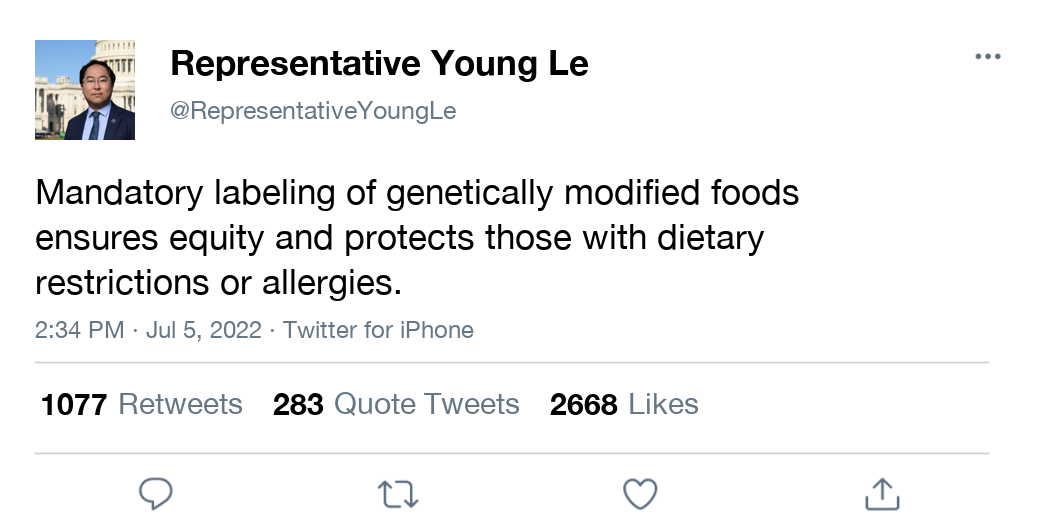 Representative Young Le
@RepresentativeYoungLe
Mandatory labeling of genetically modified foods
ensures equity and protects those with dietary
restrictions or allergies.
2:34 PM · Jul 5, 2022 · Twitter for iPhone
1077 Retweets 283 Quote Tweets 2668 Likes